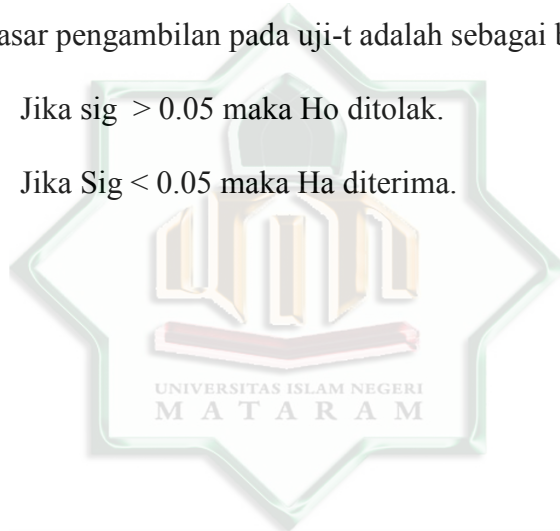 asar pengambilan pada uji-t adalah sebagai b
Jika sig > 0.05 maka Ho ditolak.
Jika Sig < 0.05 maka Ha diterima.
UNIVERSITAS ISLAM NEGERI
M A T A R A M